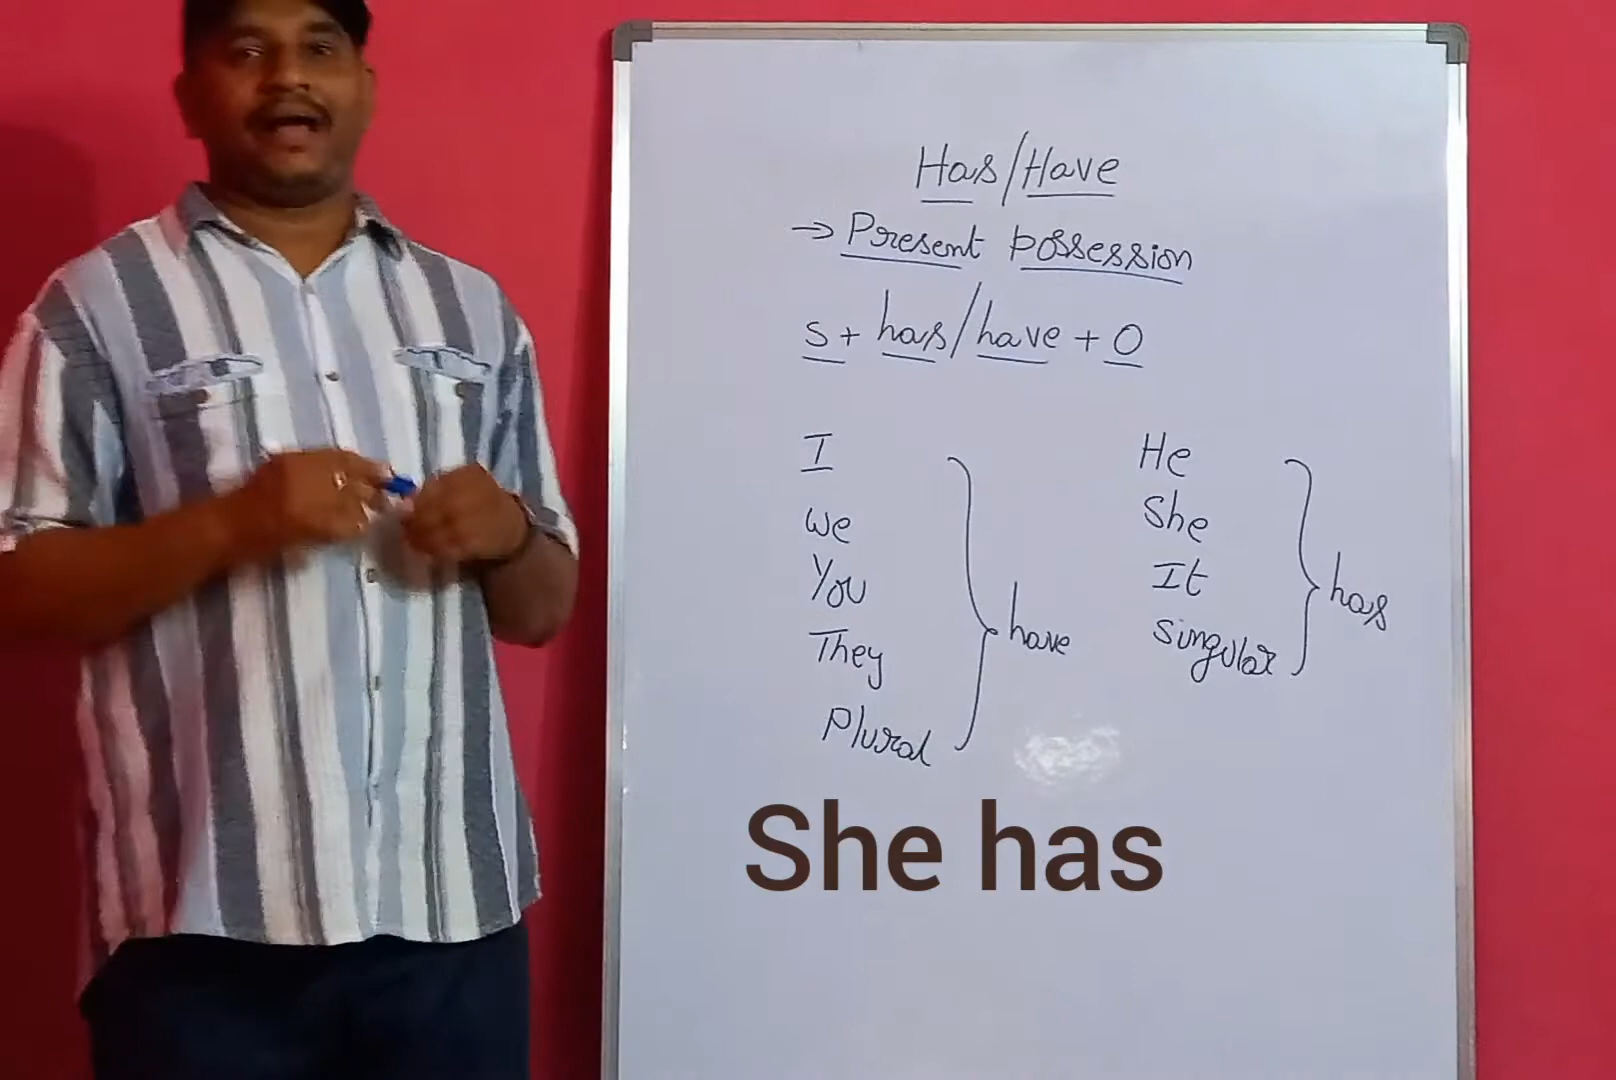 Has/Have
→ Present possession
S + has/have + O
I
We
You
They
Plural
have
He
She
It
singular
has
She has